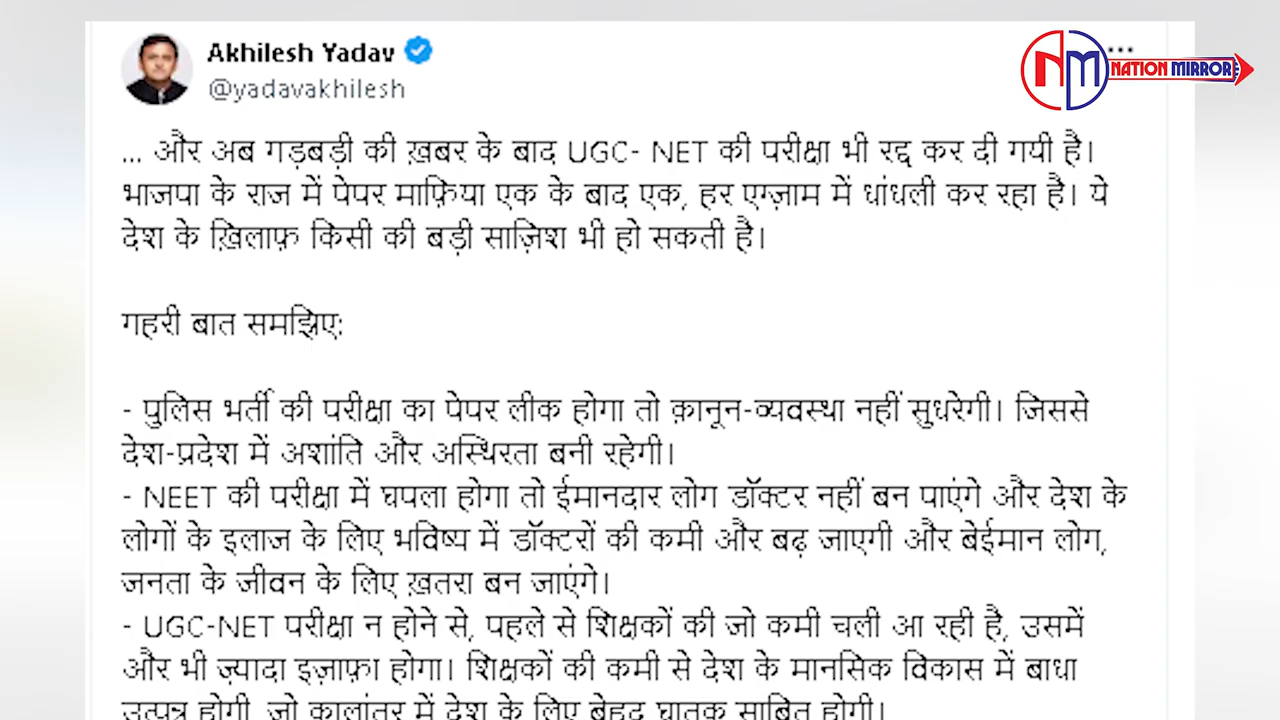 Akhilesh Yadav
@yadavakhilesh
NM NATION MIRROR
... और अब गड़बड़ी की ख़बर के बाद UGC- NET की परीक्षा भी रद्द कर दी गयी है।
भाजपा के राज में पेपर माफ़िया एक के बाद एक, हर एग्ज़ाम में धांधली कर रहा है। ये
देश के ख़िलाफ़ किसी की बड़ी साज़िश भी हो सकती है।
गहरी बात समझिए:
- पुलिस भर्ती की परीक्षा का पेपर लीक होगा तो क़ानून-व्यवस्था नहीं सुधरेगी। जिससे
देश-प्रदेश में अशांति और अस्थिरता बनी रहेगी।
- NEET की परीक्षा में घपला होगा तो ईमानदार लोग डॉक्टर नहीं बन पाएंगे और देश के
लोगों के इलाज के लिए भविष्य में डॉक्टरों की कमी और बढ़ जाएगी और बेईमान लोग,
जनता के जीवन के लिए ख़तरा बन जाएंगे।
- UGC-NET परीक्षा न होने से, पहले से शिक्षकों की जो कमी चली आ रही है, उसमें
और भी ज़्यादा इज़ाफ़ा होगा। शिक्षकों की कमी से देश के मानसिक विकास में बाधा
उत्पन्न होगी, जो कालांतर में देश के लिए बेहद घातक साबित होगी।